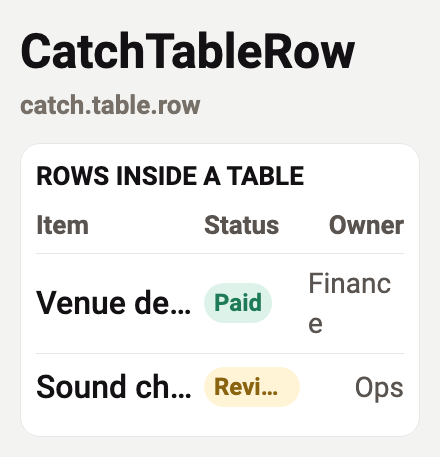 CatchTableRow
catch.table.row
ROWS INSIDE A TABLE
Item Status Owner
Venue de... Paid Financ
e
Sound ch... Revi... Ops